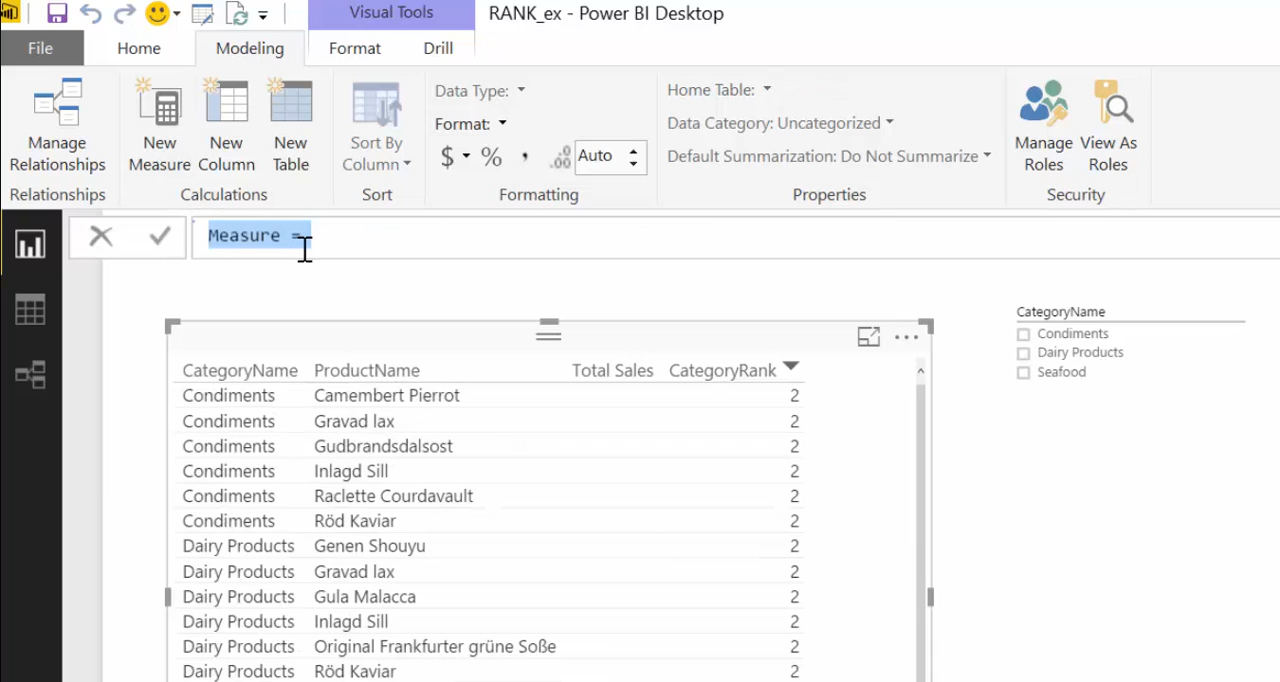 Visual Tools
RANK_ex - Power BI Desktop
File Home Modeling Format Drill
Manage Relationships
New Measure
New Column
New Table
Sort By Column
Data Type:
Format:
$ % , .00 Auto
Home Table:
Data Category: Uncategorized
Default Summarization: Do Not Summarize
Manage Roles
View As Roles
Relationships Calculations Sort Formatting Properties Security
Measure =
CategoryName
Condiments
Dairy Products
Seafood
CategoryName ProductName Total Sales CategoryRank
Condiments Camembert Pierrot 2
Condiments Gravad lax 2
Condiments Gudbrandsdalsost 2
Condiments Inlagd Sill 2
Condiments Raclette Courdavault 2
Condiments Röd Kaviar 2
Dairy Products Genen Shouyu 2
Dairy Products Gravad lax 2
Dairy Products Gula Malacca 2
Dairy Products Inlagd Sill 2
Dairy Products Original Frankfurter grüne Soße 2
Dairy Products Röd Kaviar 2